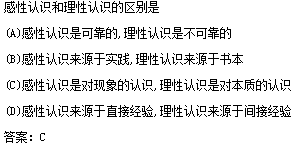 感性认识和理性认识的区别是
(A)感性认识是可靠的,理性认识是不可靠的
(B)感性认识来源于实践,理性认识来源于书本
(C)感性认识是对现象的认识,理性认识是对本质的认识
(D)感性认识来源于直接经验,理性认识来源于间接经验
答案：C